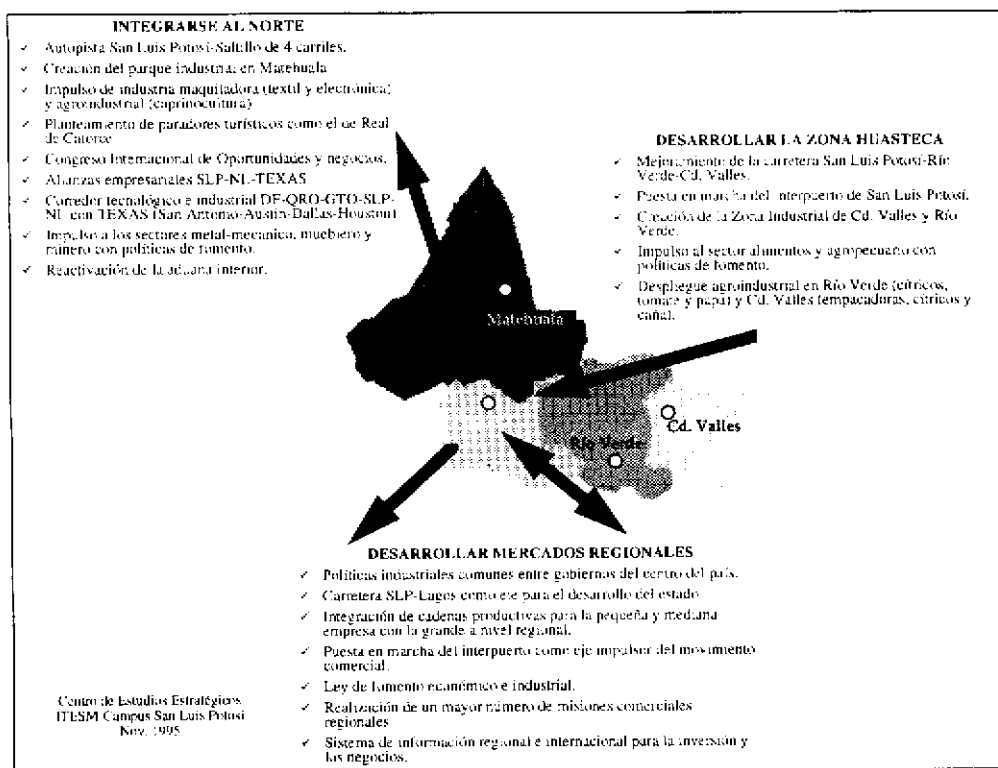 INTEGRARSE AL NORTE
✓ Autopista San Luis Potosí-Saltillo de 4 carriles.
✓ Creación del parque industrial en Matehuala
✓ Impulso de industria maquiladora (textil y electrónica)
y agroindustrial (caprinocultura)
✓ Planteamiento de paradores turísticos como el de Real
de Catorce
✓ Congreso Internacional de Oportunidades y negocios.
✓ Alianzas empresariales SLP-NL-TEXAS
✓ Corredor tecnológico e industrial DF-QRO-GTO-SLP-
NL con TEXAS (San Antonio-Austin-Dallas-Houston)
✓ Impulso a los sectores metal-mecánica, mueblero y
minero con políticas de fomento.
✓ Reactivación de la aduana interior.
DESARROLLAR LA ZONA HUASTECA
✓ Mejoramiento de la carretera San Luis Potosí-Río
Verde-Cd. Valles.
✓ Puesta en marcha del interpuerto de San Luis Potosí.
✓ Creación de la Zona Industrial de Cd. Valles y Río
Verde.
✓ Impulso al sector alimentos y agropecuario con
políticas de fomento.
✓ Despliegue agroindustrial en Río Verde (cítricos,
tomate y papa) y Cd. Valles (empacadoras, cítricos y
caña).
Matehuala
Cd. Valles
Río Verde
DESARROLLAR MERCADOS REGIONALES
✓ Políticas industriales comunes entre gobiernos del centro del país.
✓ Carretera SLP-Lagos como eje para el desarrollo del estado
✓ Integración de cadenas productivas para la pequeña y mediana
empresa con la grande a nivel regional.
✓ Puesta en marcha del interpuerto como eje impulsor del movimiento
comercial.
✓ Ley de fomento económico e industrial.
✓ Realización de un mayor número de misiones comerciales
regionales
✓ Sistema de información regional e internacional para la inversión y
los negocios.
Centro de Estudios Estratégicos
ITESM Campus San Luis Potosí
Nov. 1995